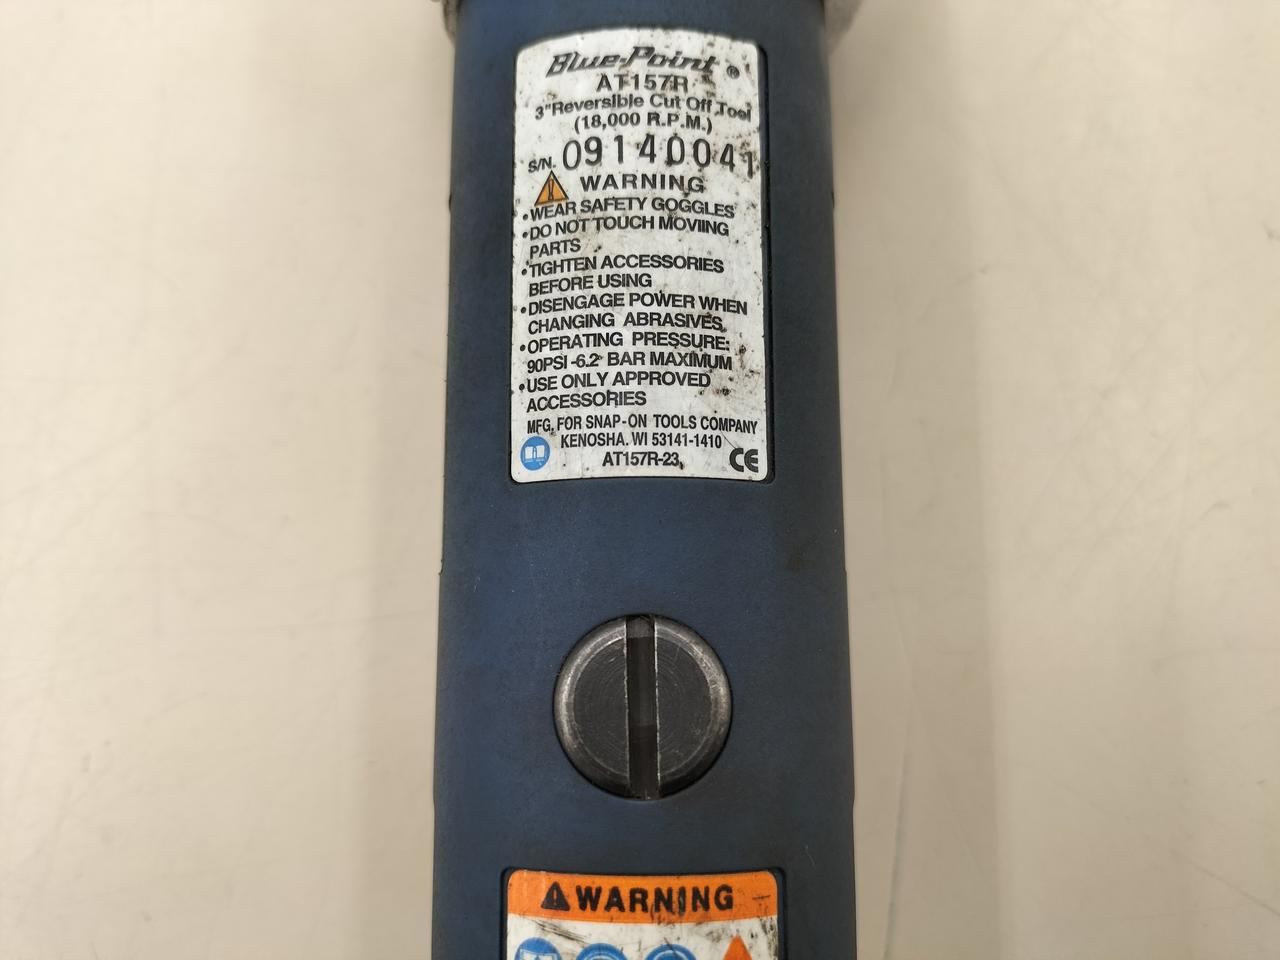 Blue-Point ®
AT157R
3"Reversible Cut Off Tool
(18,000 R.P.M.)
S/N. 09140041
WARNING
•WEAR SAFETY GOGGLES
•DO NOT TOUCH MOVIING
PARTS
•TIGHTEN ACCESSORIES
BEFORE USING
•DISENGAGE POWER WHEN
CHANGING ABRASIVES,
•OPERATING PRESSURE:
90PSI -6.2 BAR MAXIMUM
•USE ONLY APPROVED
ACCESSORIES
MFG, FOR SNAP-ON TOOLS COMPANY
KENOSHA. WI 53141-1410
AT157R-23,
CE
WARNING